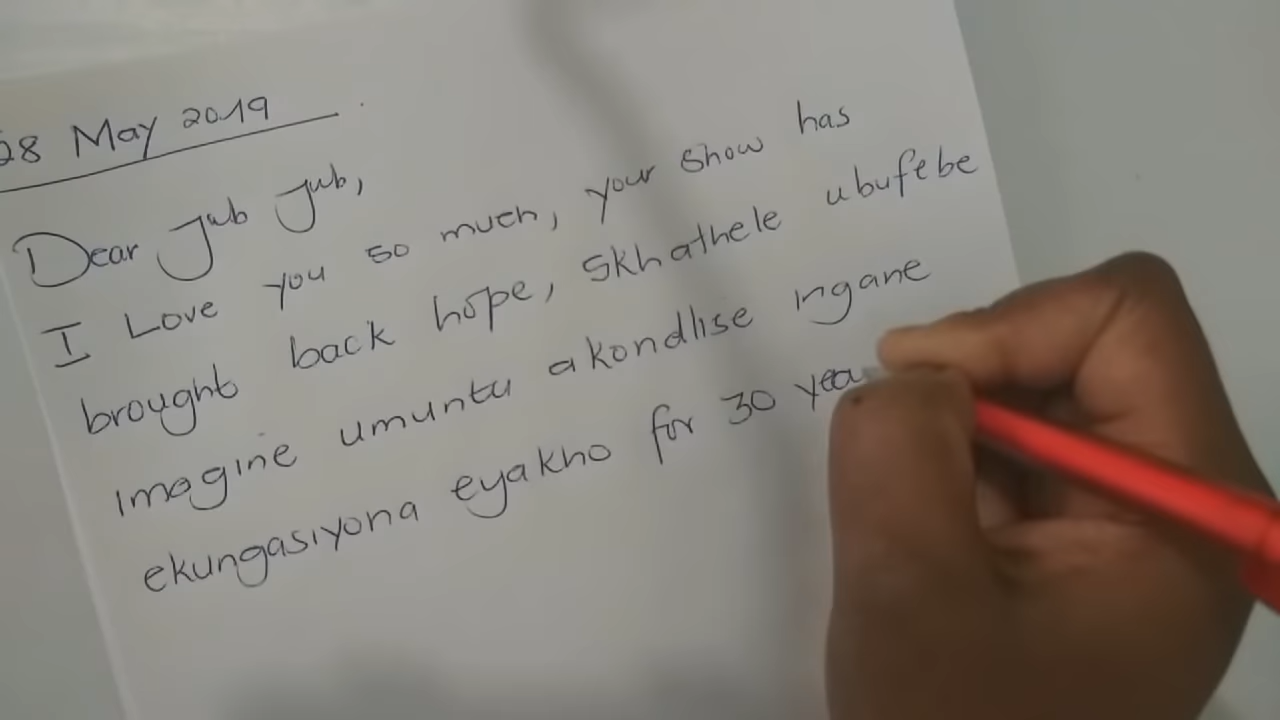 28 May 2019
Dear Jub Jub,
I Love you so much, your show has
brought back hope, Skhathele ubufebe
imagine umuntu akondlise ingane
ekungasiyona eyakho for 30 yea